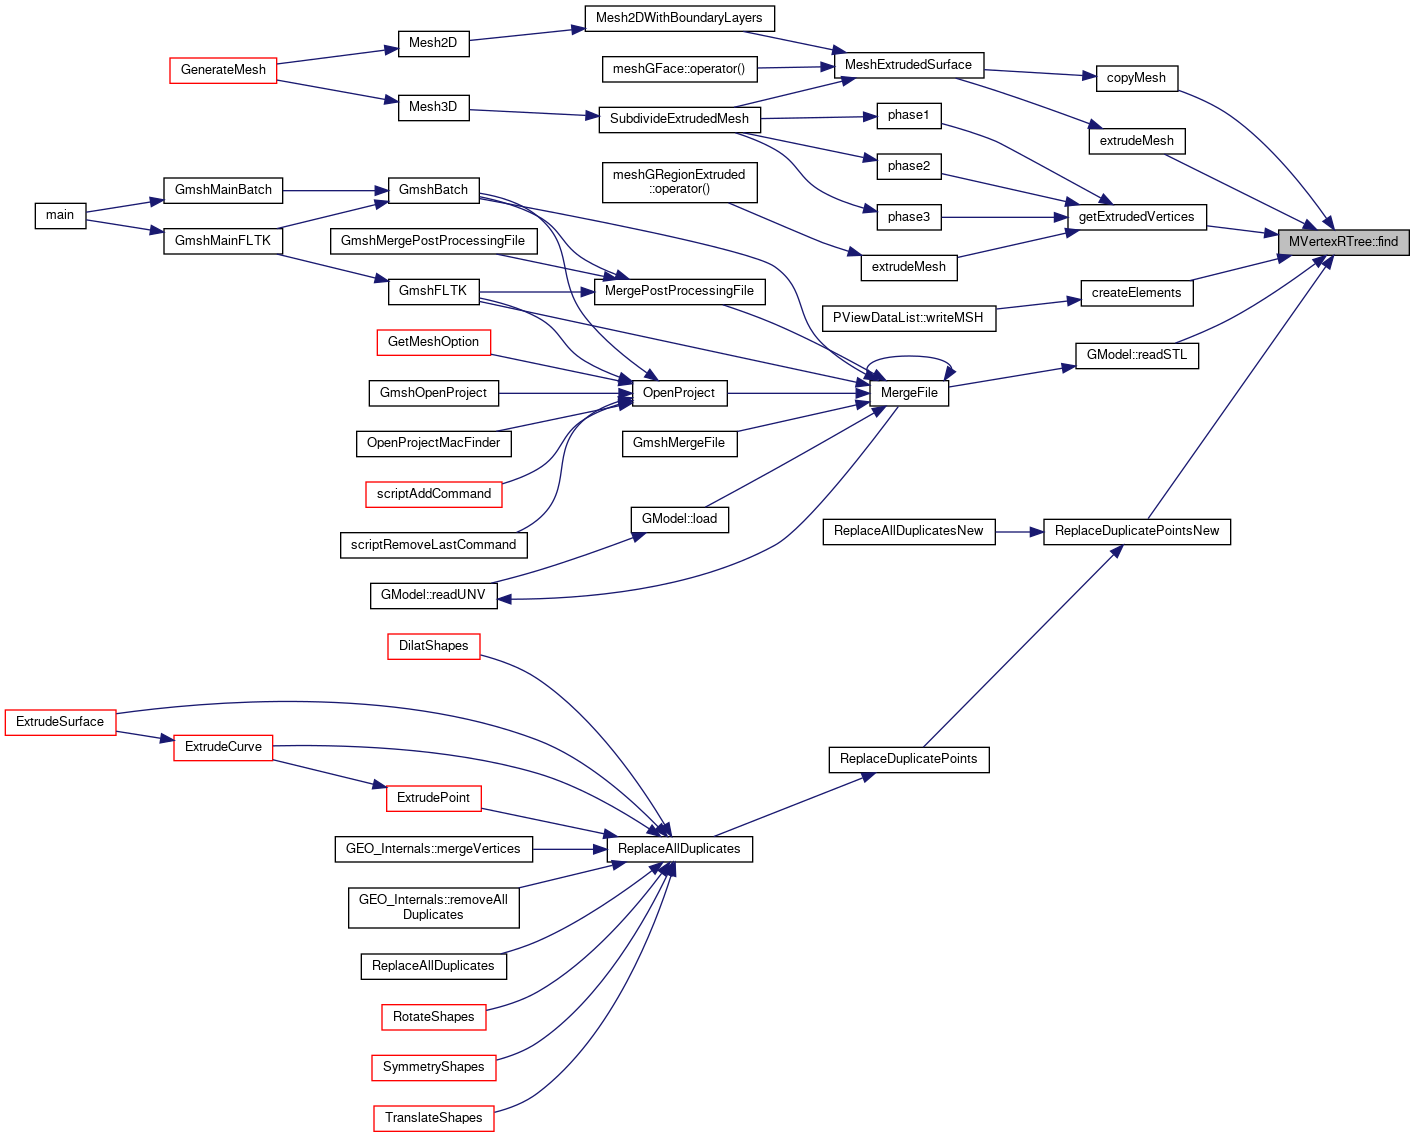 Mesh2DWithBoundaryLayers
Mesh2D
MeshExtrudedSurface
GenerateMesh
meshGFace::operator()
copyMesh
Mesh3D
SubdivideExtrudedMesh
phase1
extrudeMesh
phase2
meshGRegionExtruded
::operator()
GmshMainBatch
GmshBatch
main
phase3
getExtrudedVertices
GmshMainFLTK
GmshMergePostProcessingFile
MVertexRTree::find
extrudeMesh
GmshFLTK
MergePostProcessingFile
createElements
PViewDataList::writeMSH
GetMeshOption
GModel::readSTL
GmshOpenProject
OpenProject
MergeFile
OpenProjectMacFinder
GmshMergeFile
scriptAddCommand
GModel::load
ReplaceAllDuplicatesNew
ReplaceDuplicatePointsNew
scriptRemoveLastCommand
GModel::readUNV
DilatShapes
ExtrudeSurface
ExtrudeCurve
ReplaceDuplicatePoints
ExtrudePoint
GEO_Internals::mergeVertices
ReplaceAllDuplicates
GEO_Internals::removeAll
Duplicates
ReplaceAllDuplicates
RotateShapes
SymmetryShapes
TranslateShapes